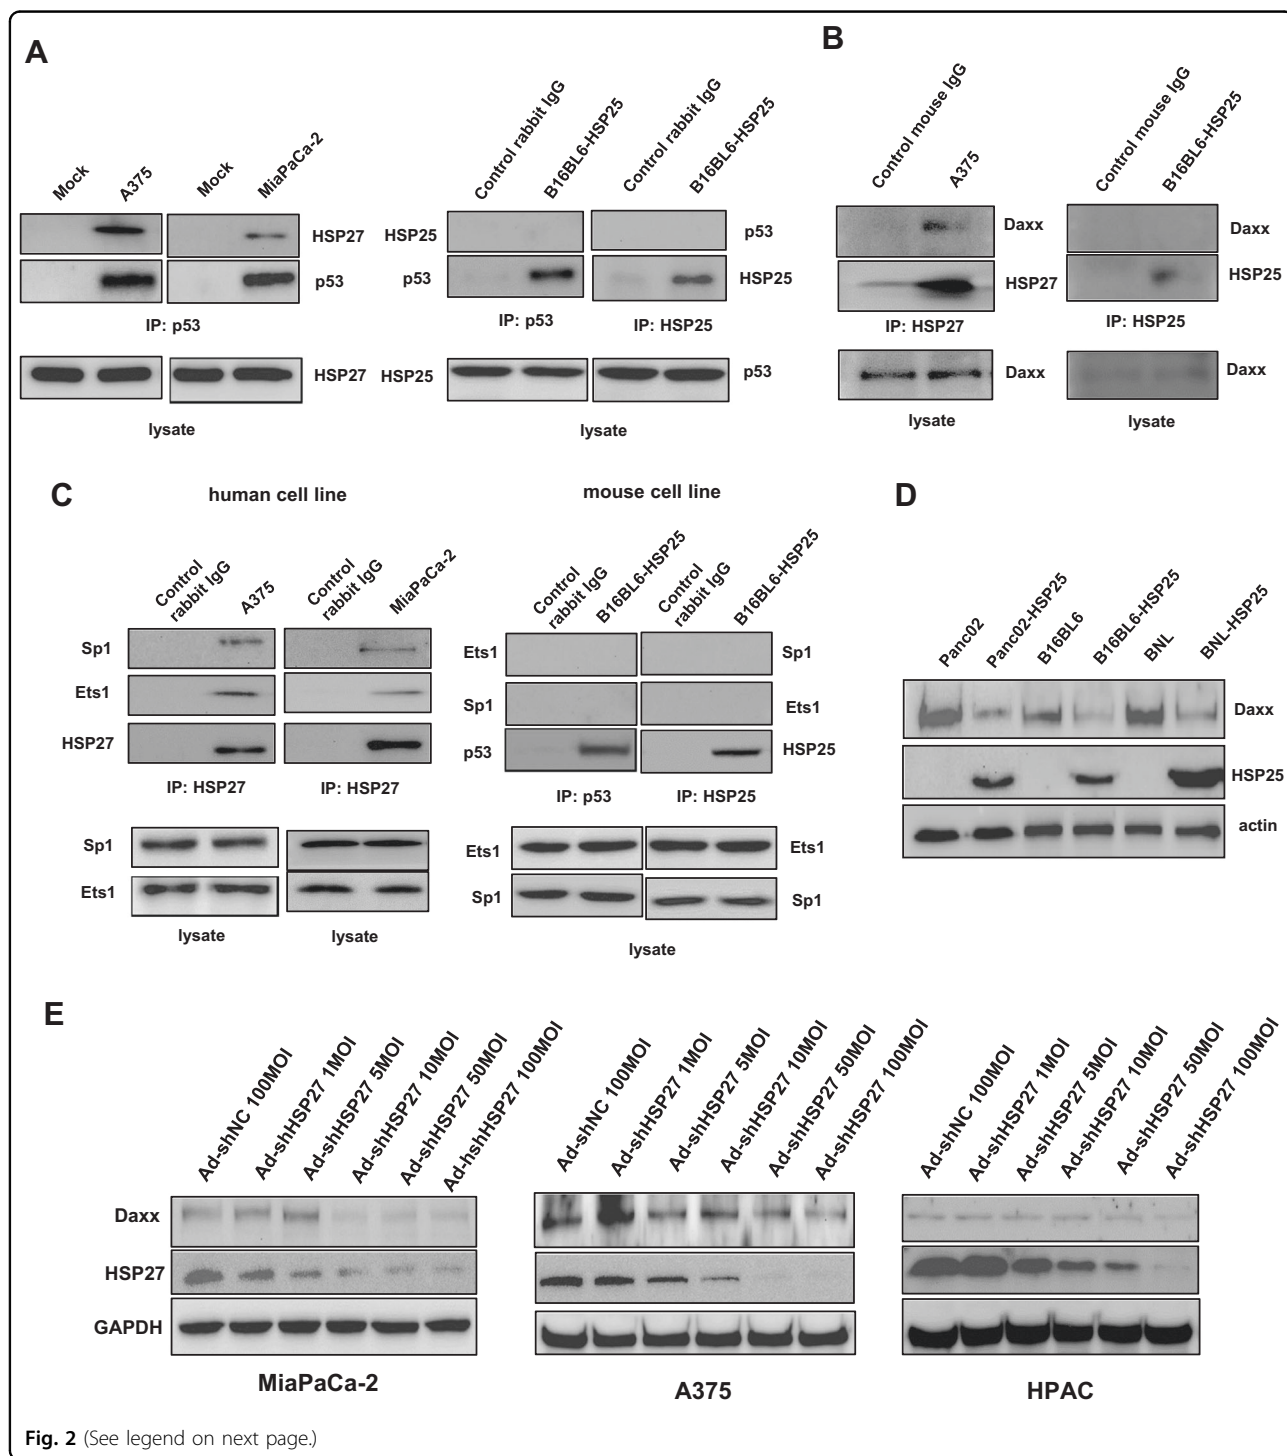 A
Mock
A375
Mock
MiaPaCa-2
HSP27
p53
IP: p53
HSP27
lysate
Control rabbit IgG
B16BL6-HSP25
Control rabbit IgG
B16BL6-HSP25
HSP25
p53
p53
HSP25
IP: p53
IP: HSP25
HSP25
p53
lysate
B
Control mouse IgG
A375
Control mouse IgG
B16BL6-HSP25
Daxx
Daxx
HSP27
HSP25
IP: HSP27
IP: HSP25
Daxx
Daxx
lysate
lysate
C
human cell line
mouse cell line
Control
rabbit IgG
A375
Control
rabbit IgG
MiaPaCa-2
Sp1
Ets1
HSP27
IP: HSP27
IP: HSP27
Sp1
Ets1
lysate
lysate
Control
rabbit IgG
B16BL6-HSP25
Control
rabbit IgG
B16BL6-HSP25
Ets1
Sp1
Sp1
Ets1
p53
HSP25
IP: p53
IP: HSP25
Ets1
Ets1
Sp1
Sp1
lysate
D
Panc02
Panc02-HSP25
B16BL6
B16BL6-HSP25
BNL
BNL-HSP25
Daxx
HSP25
actin
E
Ad-shNC 100MOI
Ad-shHSP27 1MOI
Ad-shHSP27 5MOI
Ad-shHSP27 10MOI
Ad-shHSP27 50MOI
Ad-hshHSP27 100MOI
Ad-shNC 100MOI
Ad-shHSP27 1MOI
Ad-shHSP27 5MOI
Ad-shHSP27 10MOI
Ad-shHSP27 50MOI
Ad-shHSP27 100MOI
Ad-shNC 100MOI
Ad-shHSP27 1MOI
Ad-shHSP27 5MOI
Ad-shHSP27 10MOI
Ad-shHSP27 50MOI
Ad-shHSP27 100MOI
Daxx
HSP27
GAPDH
MiaPaCa-2
A375
HPAC
Fig. 2 (See legend on next page.)